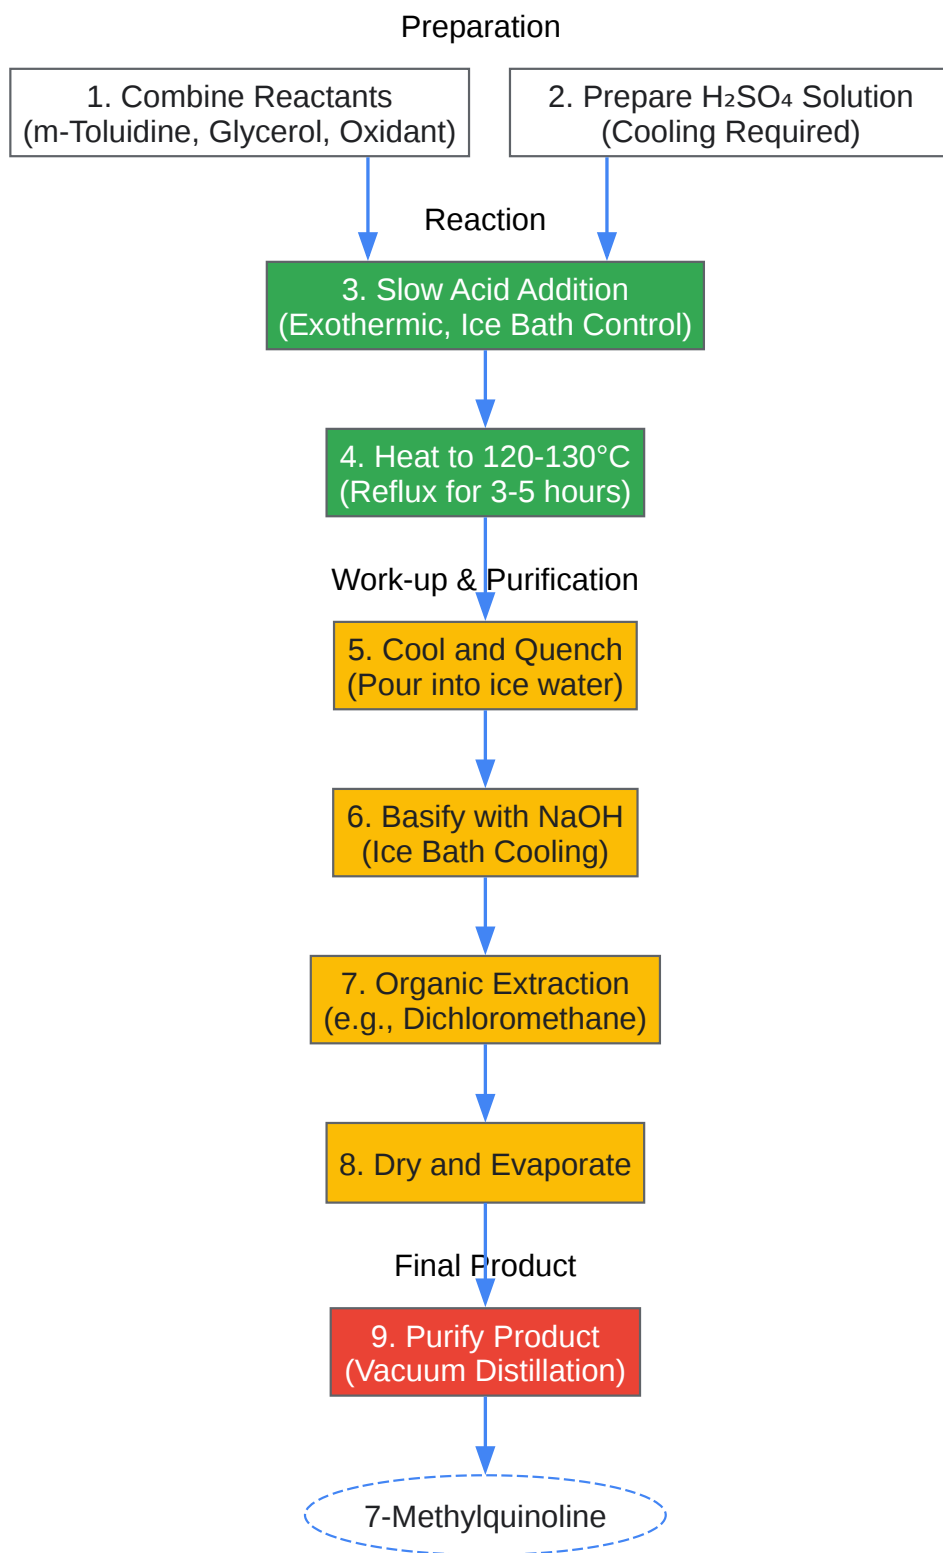 Preparation
1. Combine Reactants
(m-Toluidine, Glycerol, Oxidant)
2. Prepare H₂SO₄ Solution
(Cooling Required)
Reaction
3. Slow Acid Addition
(Exothermic, Ice Bath Control)
4. Heat to 120-130°C
(Reflux for 3-5 hours)
Work-up & Purification
5. Cool and Quench
(Pour into ice water)
6. Basify with NaOH
(Ice Bath Cooling)
7. Organic Extraction
(e.g., Dichloromethane)
8. Dry and Evaporate
Final Product
9. Purify Product
(Vacuum Distillation)
7-Methylquinoline